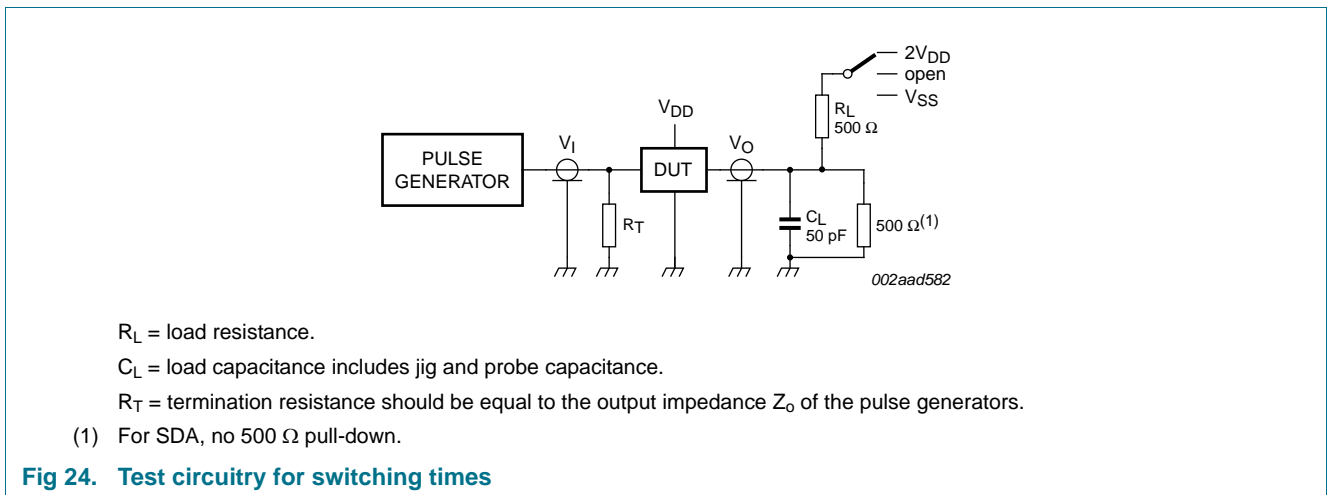 2VDD
open
VSS
RL
500 Ω
VDD
VI
VO
PULSE
GENERATOR
DUT
RT
CL
50 pF
500 Ω(1)
002aad582
RL = load resistance.
CL = load capacitance includes jig and probe capacitance.
RT = termination resistance should be equal to the output impedance Zo of the pulse generators.
(1) For SDA, no 500 Ω pull-down.
Fig 24. Test circuitry for switching times